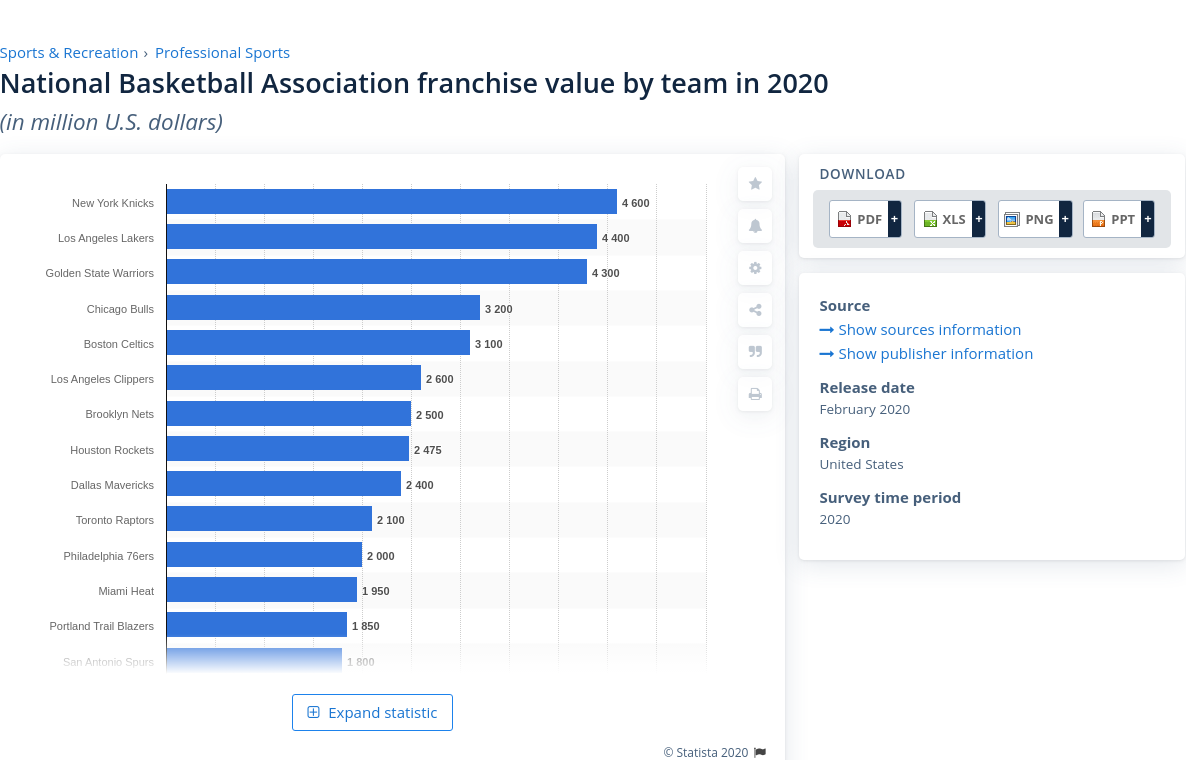 Sports & Recreation › Professional Sports
National Basketball Association franchise value by team in 2020
(in million U.S. dollars)
New York Knicks 4 600
Los Angeles Lakers 4 400
Golden State Warriors 4 300
Chicago Bulls 3 200
Boston Celtics 3 100
Los Angeles Clippers 2 600
Brooklyn Nets 2 500
Houston Rockets 2 475
Dallas Mavericks 2 400
Toronto Raptors 2 100
Philadelphia 76ers 2 000
Miami Heat 1 950
Portland Trail Blazers 1 850
San Antonio Spurs 1 800
Expand statistic
© Statista 2020
DOWNLOAD
PDF + XLS + PNG + PPT +
Source
Show sources information
Show publisher information
Release date
February 2020
Region
United States
Survey time period
2020